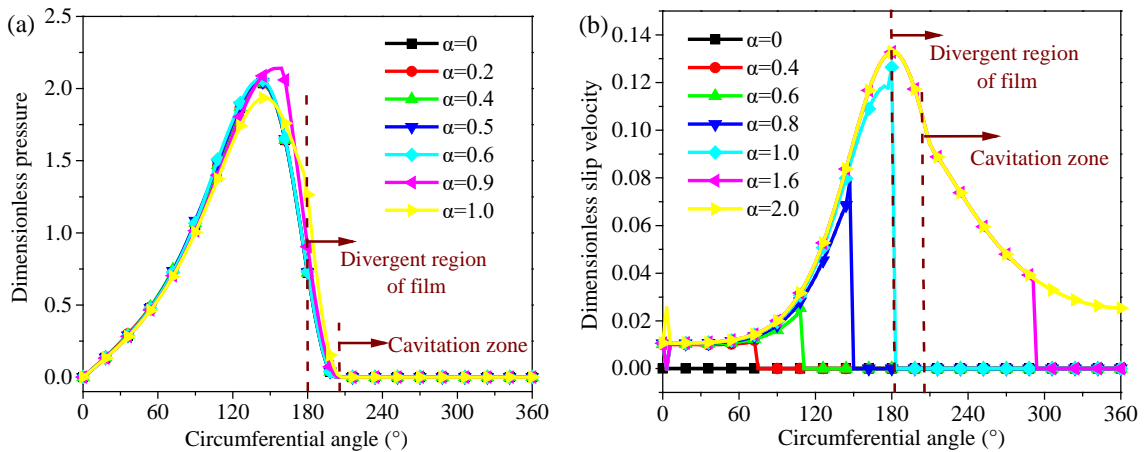 (a)
2.5
2.0
1.5
1.0
0.5
0.0
Dimensionless pressure
α=0
α=0.2
α=0.4
α=0.5
α=0.6
α=0.9
α=1.0
Divergent region
of film
Cavitation zone
0 60 120 180 240 300 360
Circumferential angle (°)
(b)
0.14
0.12
0.10
0.08
0.06
0.04
0.02
0.00
Dimensionless slip velocity
α=0
α=0.4
α=0.6
α=0.8
α=1.0
α=1.6
α=2.0
Divergent region
of film
Cavitation zone
0 60 120 180 240 300 360
Circumferential angle (°)